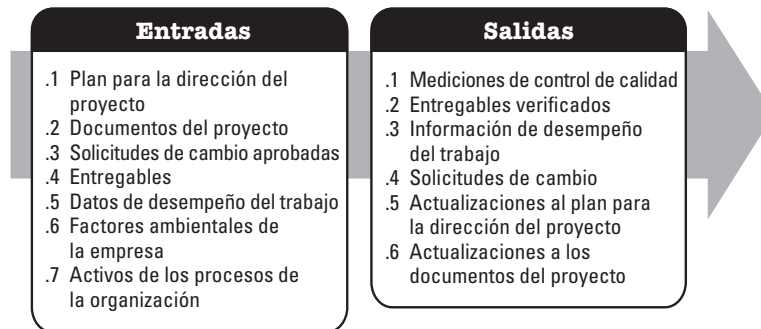 Entradas
.1 Plan para la dirección del
proyecto
.2 Documentos del proyecto
.3 Solicitudes de cambio aprobadas
.4 Entregables
.5 Datos de desempeño del trabajo
.6 Factores ambientales de
la empresa
.7 Activos de los procesos de
la organización
Salidas
.1 Mediciones de control de calidad
.2 Entregables verificados
.3 Información de desempeño
del trabajo
.4 Solicitudes de cambio
.5 Actualizaciones al plan para
la dirección del proyecto
.6 Actualizaciones a los
documentos del proyecto